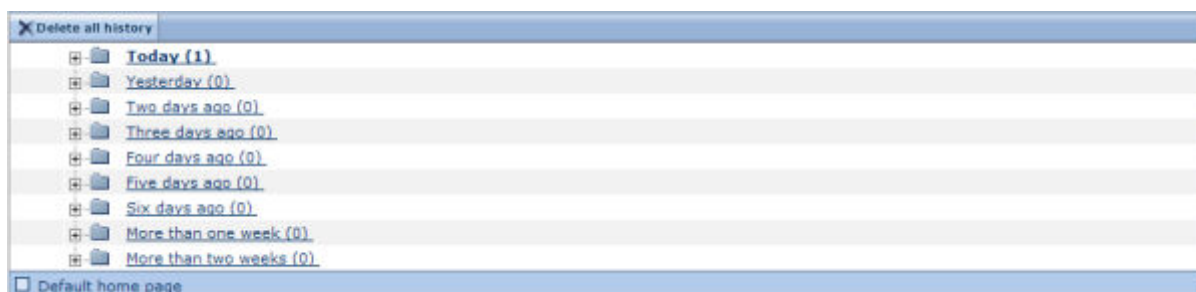 Delete all history
Today (1)
Yesterday (0)
Two days ago (0)
Three days ago (0)
Four days ago (0)
Five days ago (0)
Six days ago (0)
More than one week (0)
More than two weeks (0)
Default home page